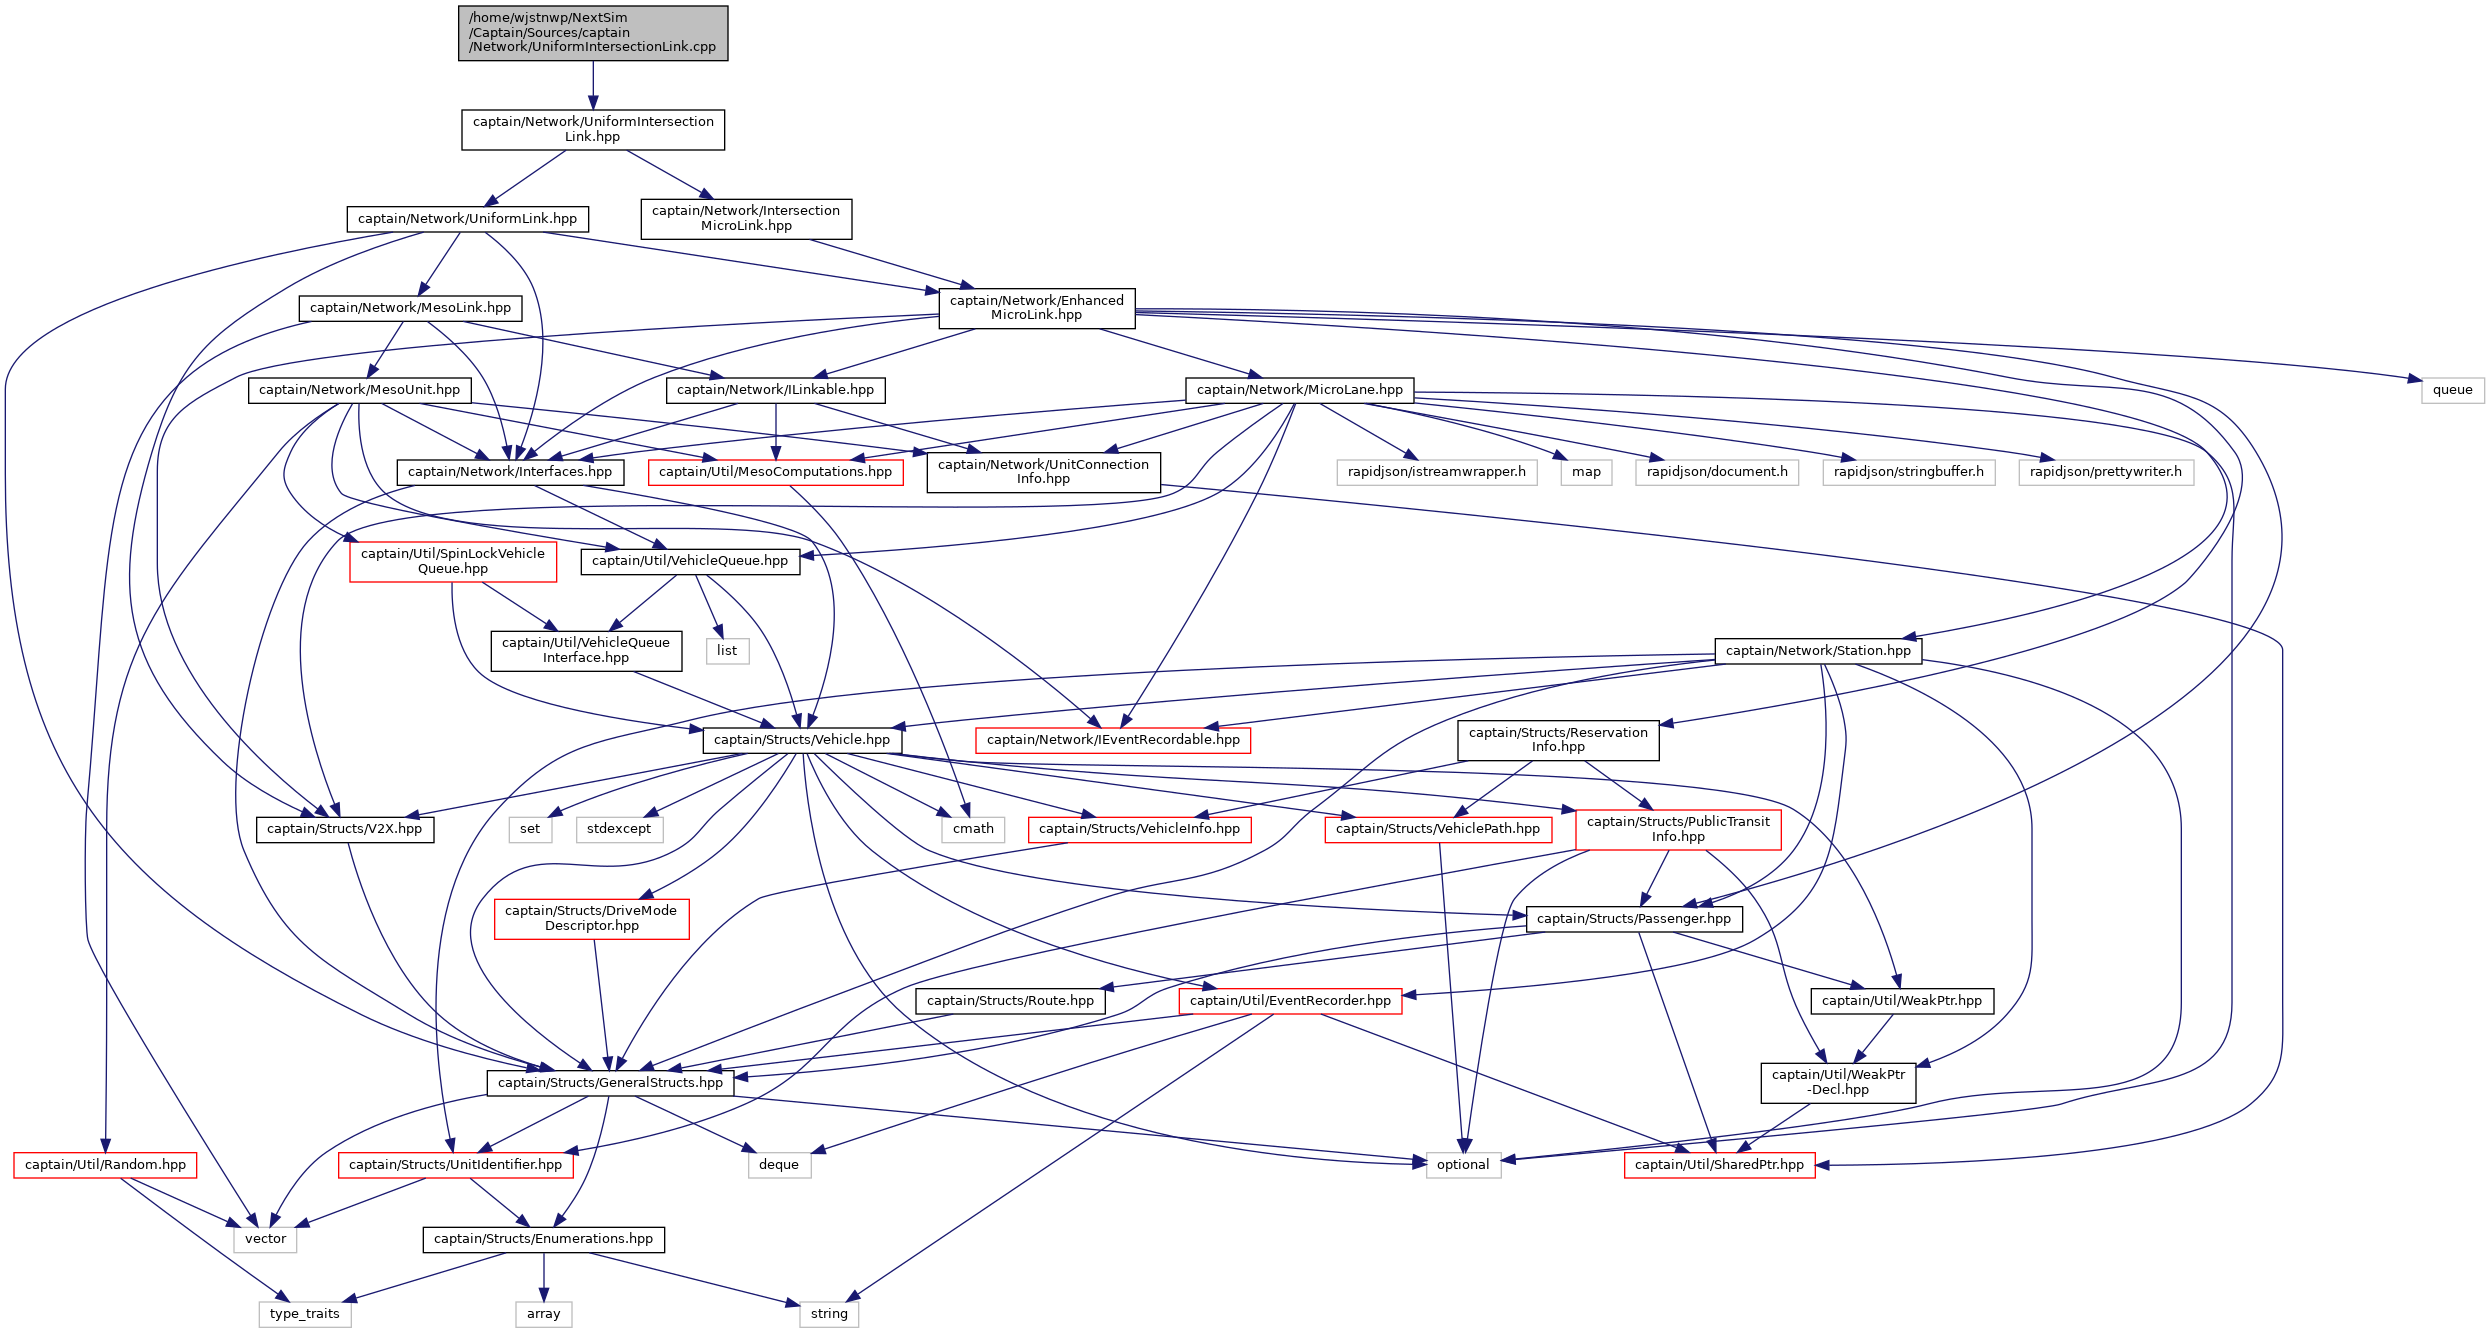 /home/wjstnwp/NextSim
/Captain/Sources/captain
/Network/UniformIntersectionLink.cpp
captain/Network/UniformIntersection
Link.hpp
captain/Network/UniformLink.hpp
captain/Network/Intersection
MicroLink.hpp
captain/Network/MesoLink.hpp
captain/Network/Enhanced
MicroLink.hpp
captain/Network/MesoUnit.hpp
captain/Network/ILinkable.hpp
captain/Network/MicroLane.hpp
queue
captain/Network/Interfaces.hpp
captain/Util/MesoComputations.hpp
captain/Network/UnitConnection
Info.hpp
rapidjson/istreamwrapper.h
map
rapidjson/document.h
rapidjson/stringbuffer.h
rapidjson/prettywriter.h
captain/Util/SpinLockVehicle
Queue.hpp
captain/Util/VehicleQueue.hpp
captain/Util/VehicleQueue
Interface.hpp
list
captain/Network/Station.hpp
captain/Structs/Vehicle.hpp
captain/Network/IEventRecordable.hpp
captain/Structs/Reservation
Info.hpp
captain/Structs/V2X.hpp
set
stdexcept
cmath
captain/Structs/VehicleInfo.hpp
captain/Structs/VehiclePath.hpp
captain/Structs/PublicTransit
Info.hpp
captain/Structs/DriveMode
Descriptor.hpp
captain/Structs/Passenger.hpp
captain/Structs/Route.hpp
captain/Util/EventRecorder.hpp
captain/Util/WeakPtr.hpp
captain/Structs/GeneralStructs.hpp
captain/Util/WeakPtr
-Decl.hpp
captain/Util/Random.hpp
captain/Structs/UnitIdentifier.hpp
deque
optional
captain/Util/SharedPtr.hpp
vector
captain/Structs/Enumerations.hpp
type_traits
array
string